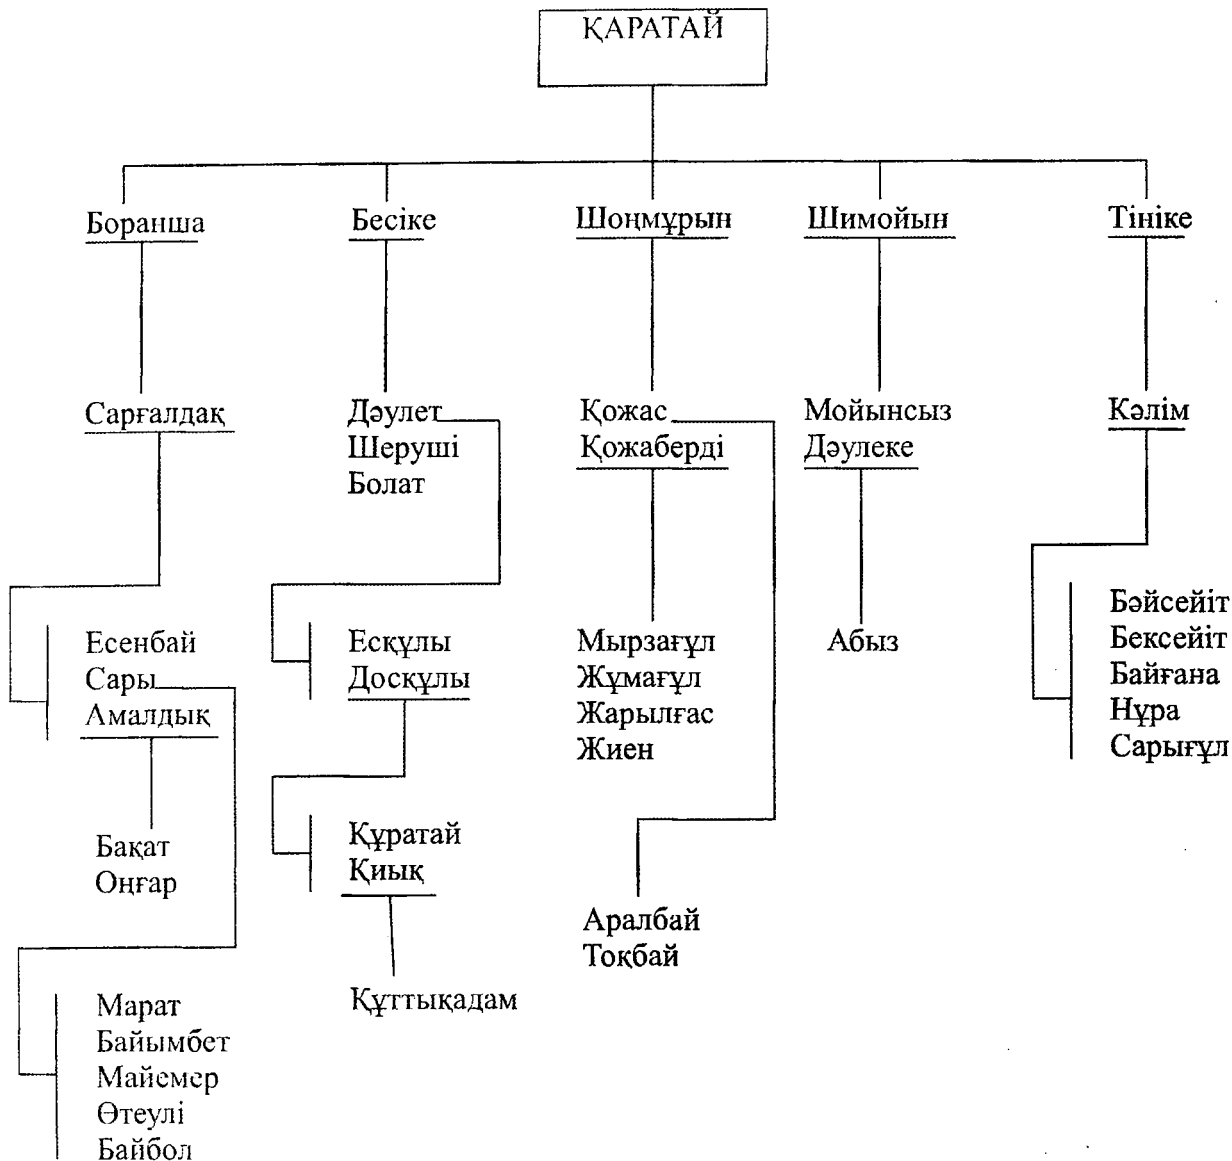 ҚАРАТАЙ
Боранша
Бесіке
Шоңмұрын
Шимойын
Тініке
Сарғалдақ
Дәулет
Шеруші
Болат
Қожас
Қожаберді
Мойынсыз
Дәулеке
Кәлім
Есенбай
Сары
Амалдық
Есқұлы
Досқұлы
Мырзағұл
Жұмағұл
Жарылғас
Жиен
Абыз
Бәйсейіт
Бексейіт
Байғана
Нұра
Сарығұл
Бақат
Оңғар
Құратай
Қиық
Аралбай
Тоқбай
Құттықадам
Марат
Байымбет
Майемер
Өтеулі
Байбол